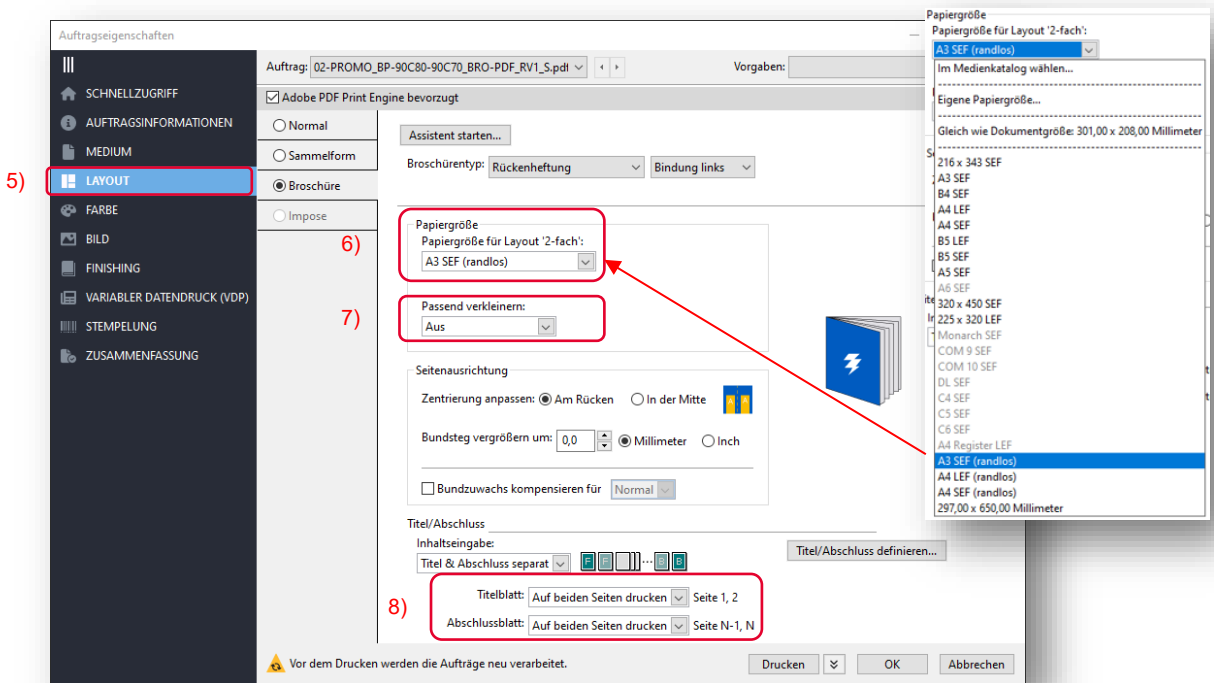 Auftragseigenschaften
Auftrag: 02-PROMO_BP-90C80-90C70_BRO-PDF_RV1_S.pdf
Vorgaben:
Adobe PDF Print Engine bevorzugt
SCHNELLZUGRIFF
AUFTRAGSINFORMATIONEN
MEDIUM
5)
LAYOUT
FARBE
BILD
FINISHING
VARIABLER DATENDRUCK (VDP)
STEMPELUNG
ZUSAMMENFASSUNG
Normal
Sammelform
Broschüre
Impose
Assistent starten...
Broschürentyp: Rückenheftung Bindung links
6)
Papiergröße
Papiergröße für Layout '2-fach':
A3 SEF (randlos)
7)
Passend verkleinern:
Aus
Seitenausrichtung
Zentrierung anpassen: Am Rücken In der Mitte
A A
Bundsteg vergrößern um: 0,0 Millimeter Inch
Bundzuwachs kompensieren für Normal
Titel/Abschluss
Inhaltseingabe:
Titel & Abschluss separat
F F ... B B
Titel/Abschluss definieren...
8)
Titelblatt: Auf beiden Seiten drucken Seite 1, 2
Abschlussblatt: Auf beiden Seiten drucken Seite N-1, N
Vor dem Drucken werden die Aufträge neu verarbeitet.
Drucken OK Abbrechen
Papiergröße
Papiergröße für Layout '2-fach':
A3 SEF (randlos)
Im Medienkatalog wählen...
Eigene Papiergröße...
Gleich wie Dokumentgröße: 301,00 x 208,00 Millimeter
216 x 343 SEF
A3 SEF
B4 SEF
A4 LEF
A4 SEF
B5 LEF
B5 SEF
A5 SEF
A6 SEF
320 x 450 SEF
225 x 320 LEF
Monarch SEF
COM 9 SEF
COM 10 SEF
DL SEF
C4 SEF
C5 SEF
C6 SEF
A4 Register LEF
A3 SEF (randlos)
A4 LEF (randlos)
A4 SEF (randlos)
297,00 x 650,00 Millimeter